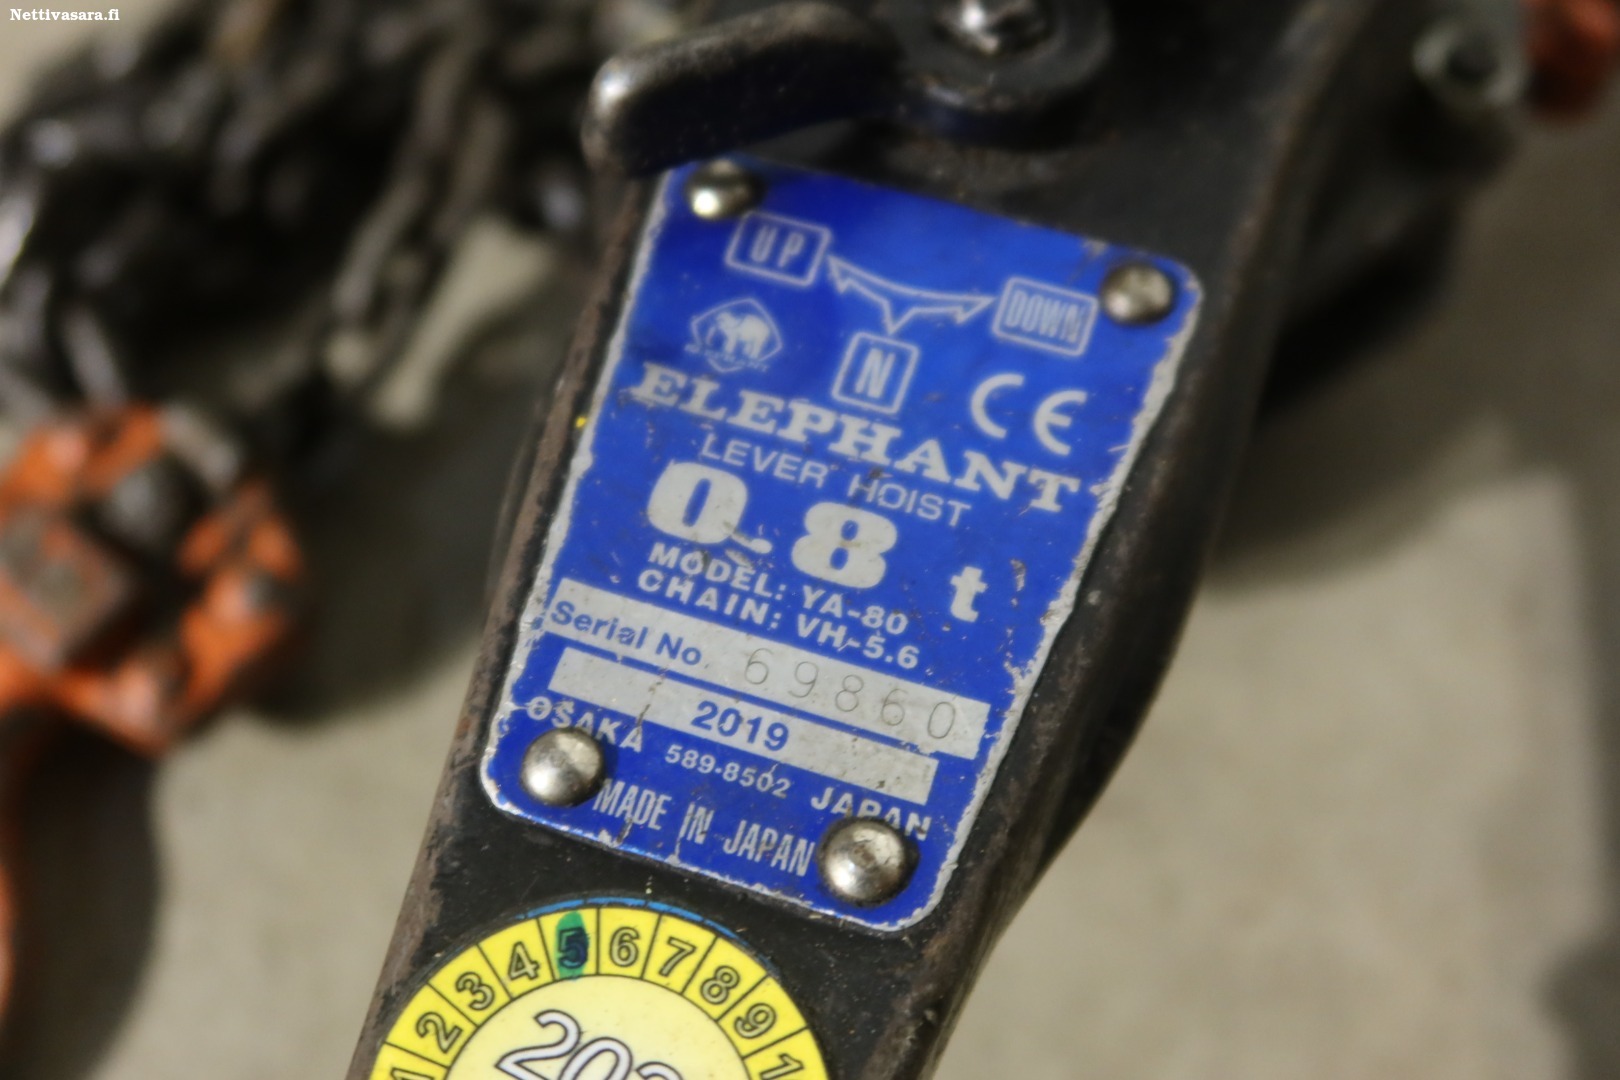 Nettivasara.fi
UP
DOWN
N
CE
ELEPHANT
LEVER HOIST
0.8 t
MODEL: YA-80
CHAIN: VH-5.6
Serial No 69860
2019
OSAKA 589-8502 JAPAN
MADE IN JAPAN
1 2 3 4 5 6 7 8 9